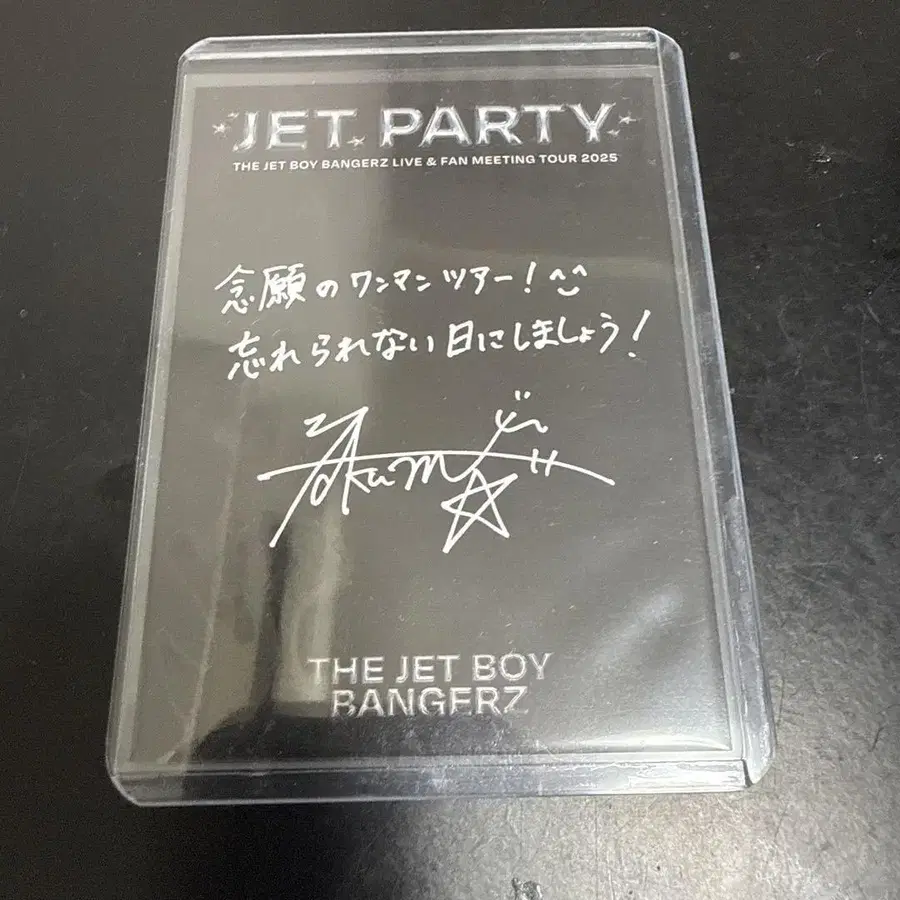 JET PARTY
THE JET BOY BANGERZ LIVE & FAN MEETING TOUR 2025
念願のワンマンツアー！^^
忘れられない日にしましょう！
THE JET BOY
BANGERZ